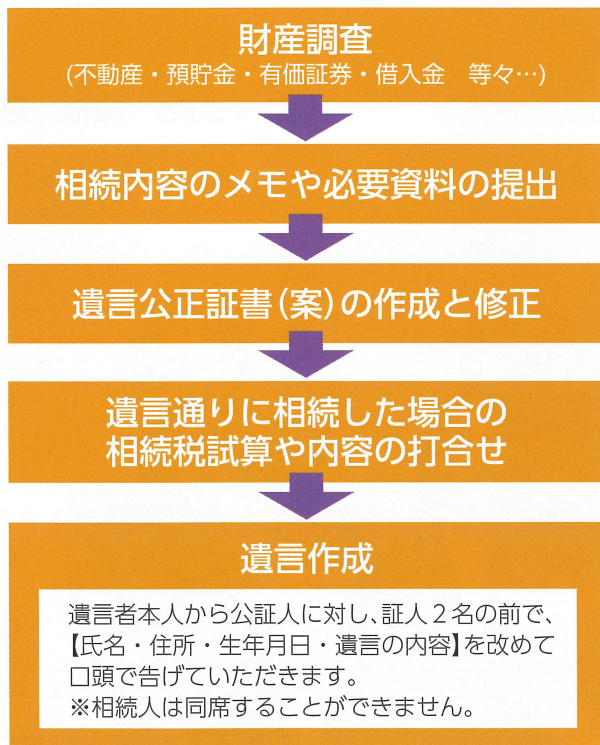 財産調査
(不動産・預貯金・有価証券・借入金　等々…)
相続内容のメモや必要資料の提出
遺言公正証書(案)の作成と修正
遺言通りに相続した場合の
相続税試算や内容の打合せ
遺言作成
遺言者本人から公証人に対し、証人2名の前で、
【氏名・住所・生年月日・遺言の内容】を改めて
口頭で告げていただきます。
※相続人は同席することができません。